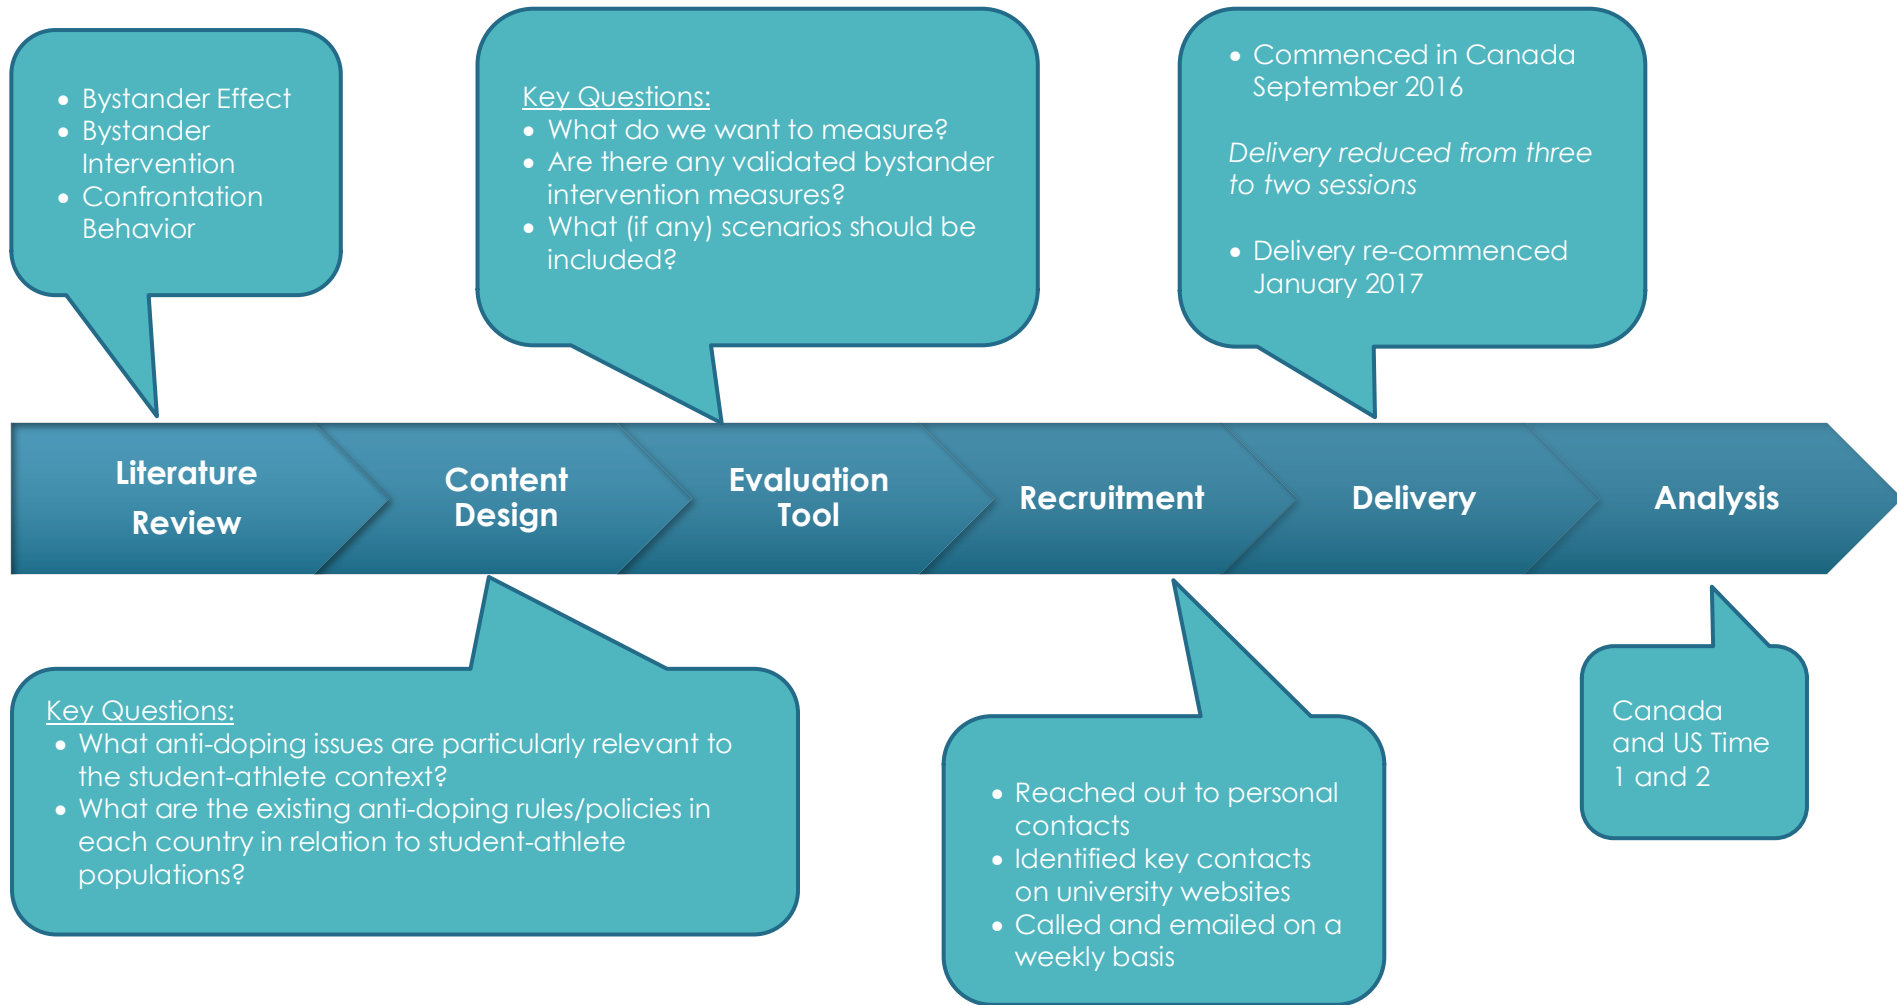 • Bystander Effect
• Bystander
Intervention
• Confrontation
Behavior
Key Questions:
• What do we want to measure?
• Are there any validated bystander
intervention measures?
• What (if any) scenarios should be
included?
• Commenced in Canada
September 2016
Delivery reduced from three
to two sessions
• Delivery re-commenced
January 2017
Literature
Review
Content
Design
Evaluation
Tool
Recruitment
Delivery
Analysis
Key Questions:
• What anti-doping issues are particularly relevant to
the student-athlete context?
• What are the existing anti-doping rules/policies in
each country in relation to student-athlete
populations?
• Reached out to personal
contacts
• Identified key contacts
on university websites
• Called and emailed on a
weekly basis
Canada
and US Time
1 and 2